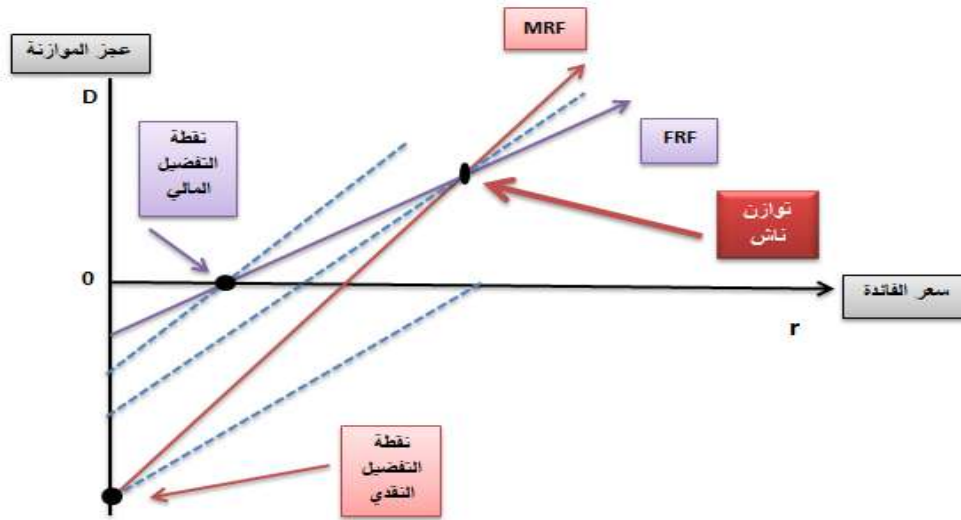 MRF
عجز الموازنة
D
نقطة
التفضيل
المالي
FRF
توازن
ناش
0
سعر الفائدة
r
نقطة
التفضيل
النقدي